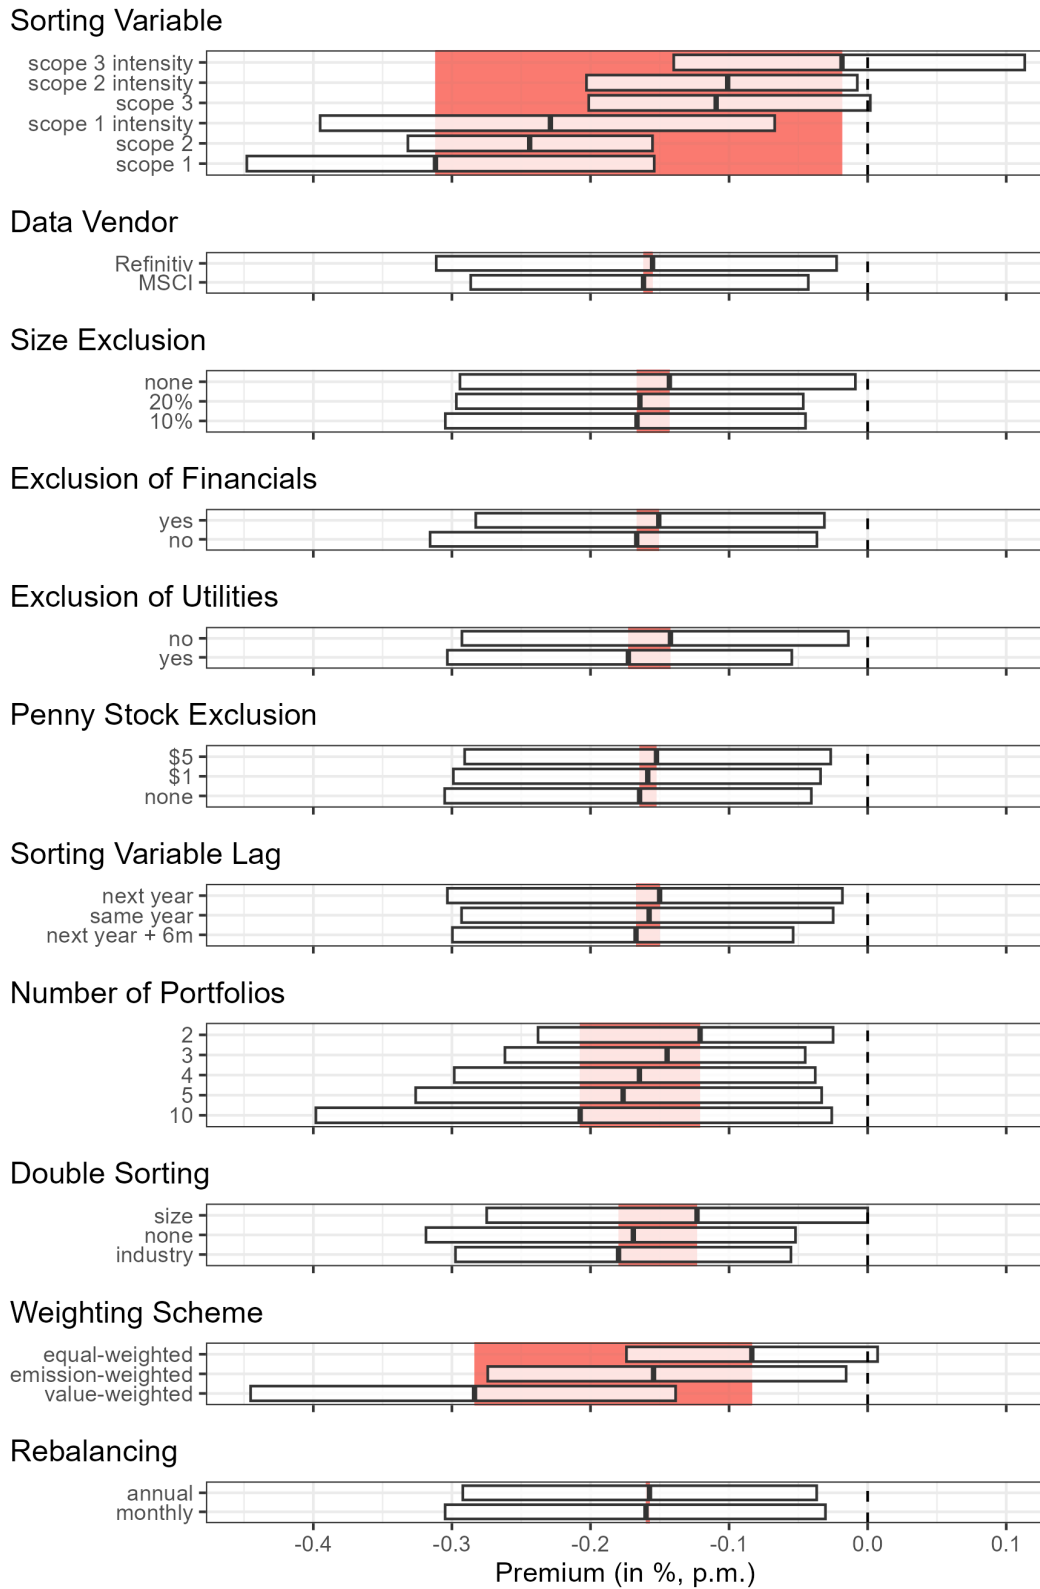 Sorting Variable
scope 3 intensity
scope 2 intensity
scope 3
scope 1 intensity
scope 2
scope 1
Data Vendor
Refinitiv
MSCI
Size Exclusion
none
20%
10%
Exclusion of Financials
yes
no
Exclusion of Utilities
no
yes
Penny Stock Exclusion
$5
$1
none
Sorting Variable Lag
next year
same year
next year + 6m
Number of Portfolios
2
3
4
5
10
Double Sorting
size
none
industry
Weighting Scheme
equal-weighted
emission-weighted
value-weighted
Rebalancing
annual
monthly
-0.4 -0.3 -0.2 -0.1 0.0 0.1
Premium (in %, p.m.)